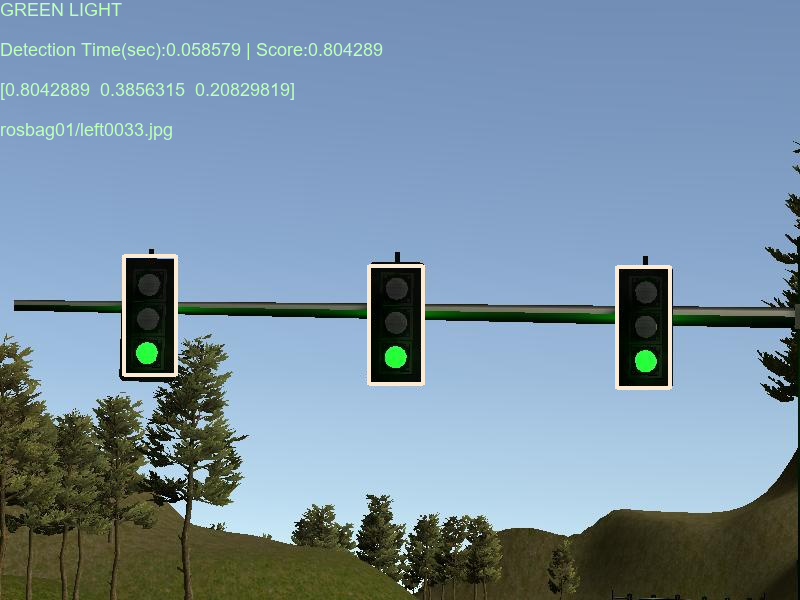 GREEN LIGHT
Detection Time(sec):0.058579 | Score:0.804289
[0.8042889 0.3856315 0.20829819]
rosbag01/left0033.jpg